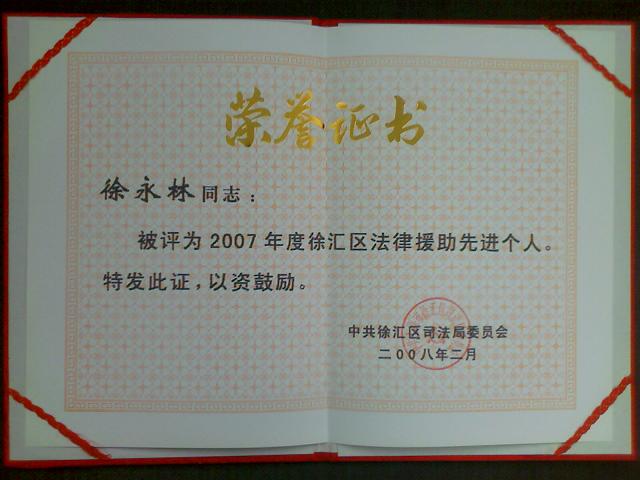 荣誉证书
徐永林同志：
被评为2007年度徐汇区法律援助先进个人。
特发此证，以资鼓励。
中共徐汇区司法局委员会
二00八年二月